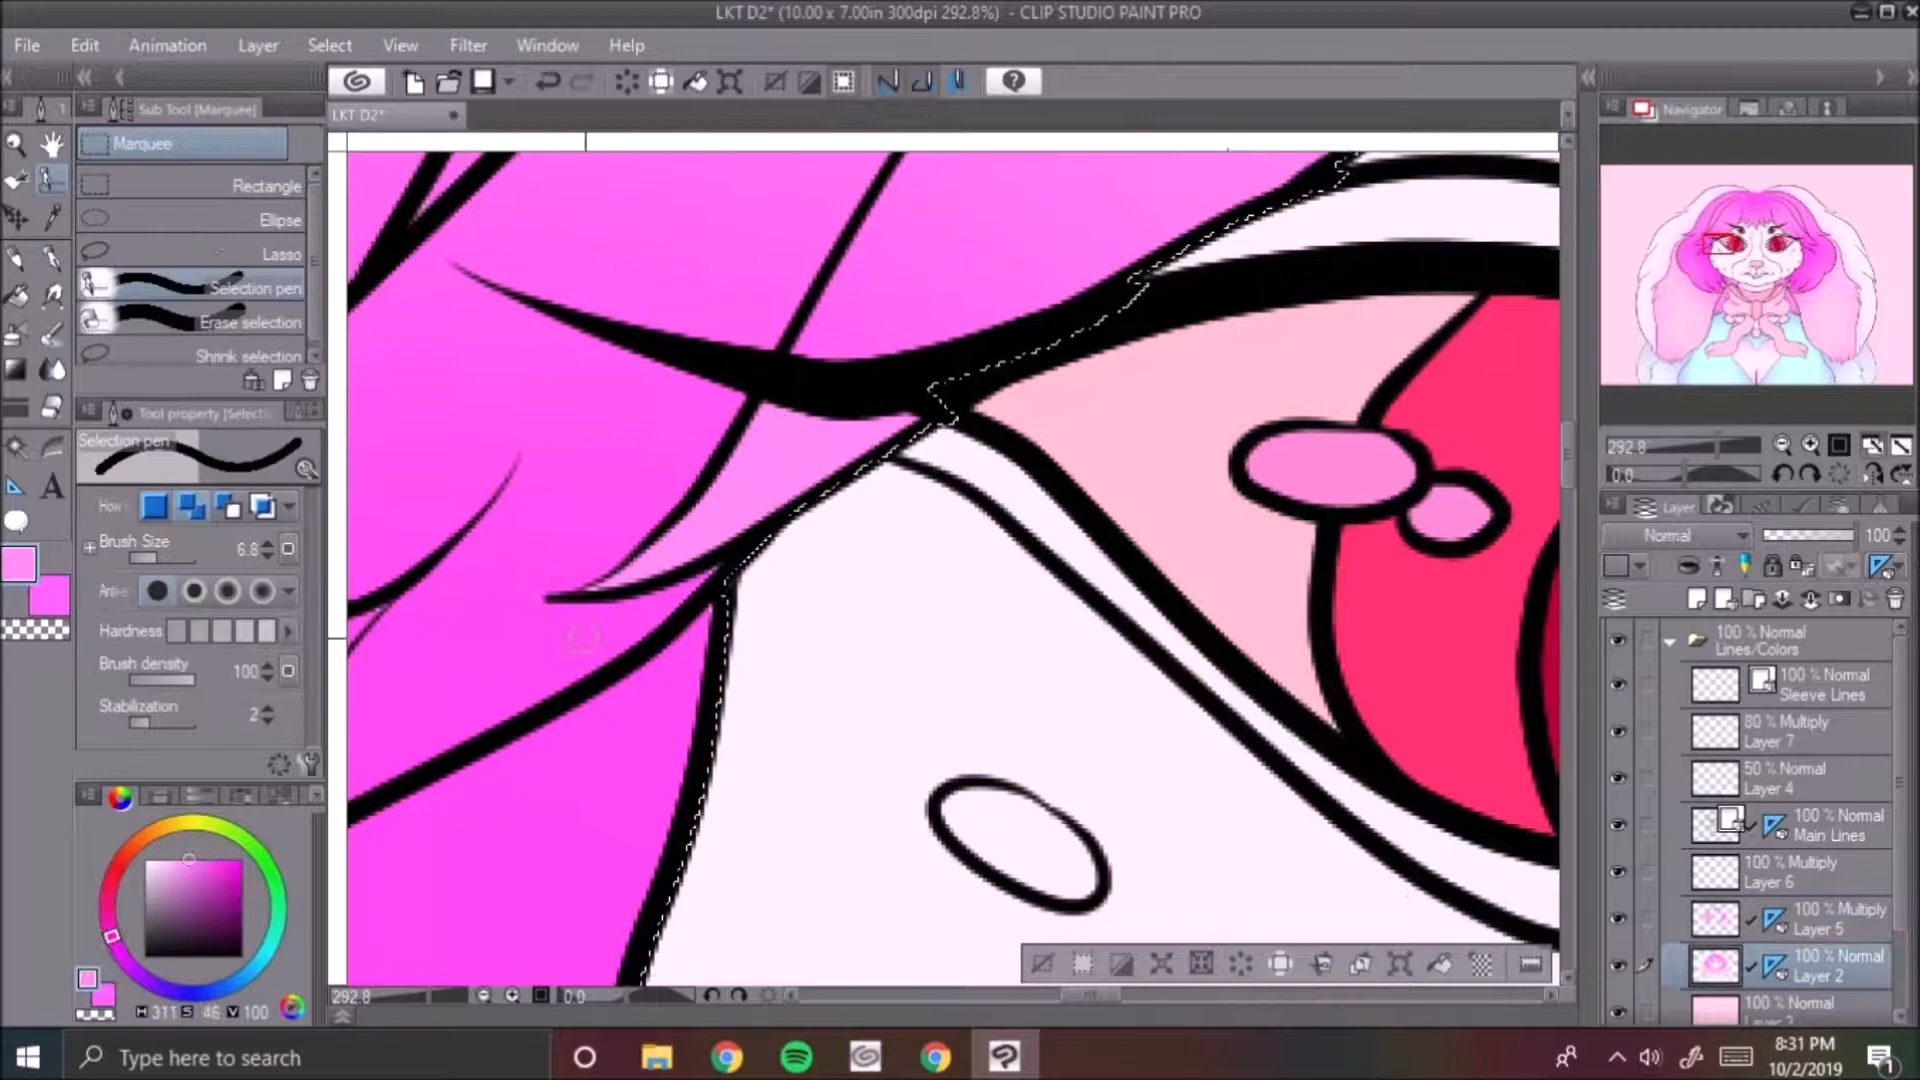 LKT D2* (10.00 x 7.00in 300dpi 292.8%) - CLIP STUDIO PAINT PRO
File Edit Animation Layer Select View Filter Window Help
Sub Tool [Marquee]
LKT D2*
Navigator
Marquee
Rectangle
Ellipse
Lasso
Selection pen
Erase selection
Shrink selection
Tool property [Selecti
Selection pen
Brush Size 6.8
Hardness
Brush density 100
Stabilization 2
H 311 S 46 V 100
292.8
0.0
Layer
Normal 100
100 % Normal
Lines/Colors
100 % Normal
Sleeve Lines
80 % Multiply
Layer 7
50 % Normal
Layer 4
100 % Normal
Main Lines
100 % Multiply
Layer 6
100 % Multiply
Layer 5
100 % Normal
Layer 2
100 % Normal
292.8 0.0
Type here to search
8:31 PM
10/2/2019
1